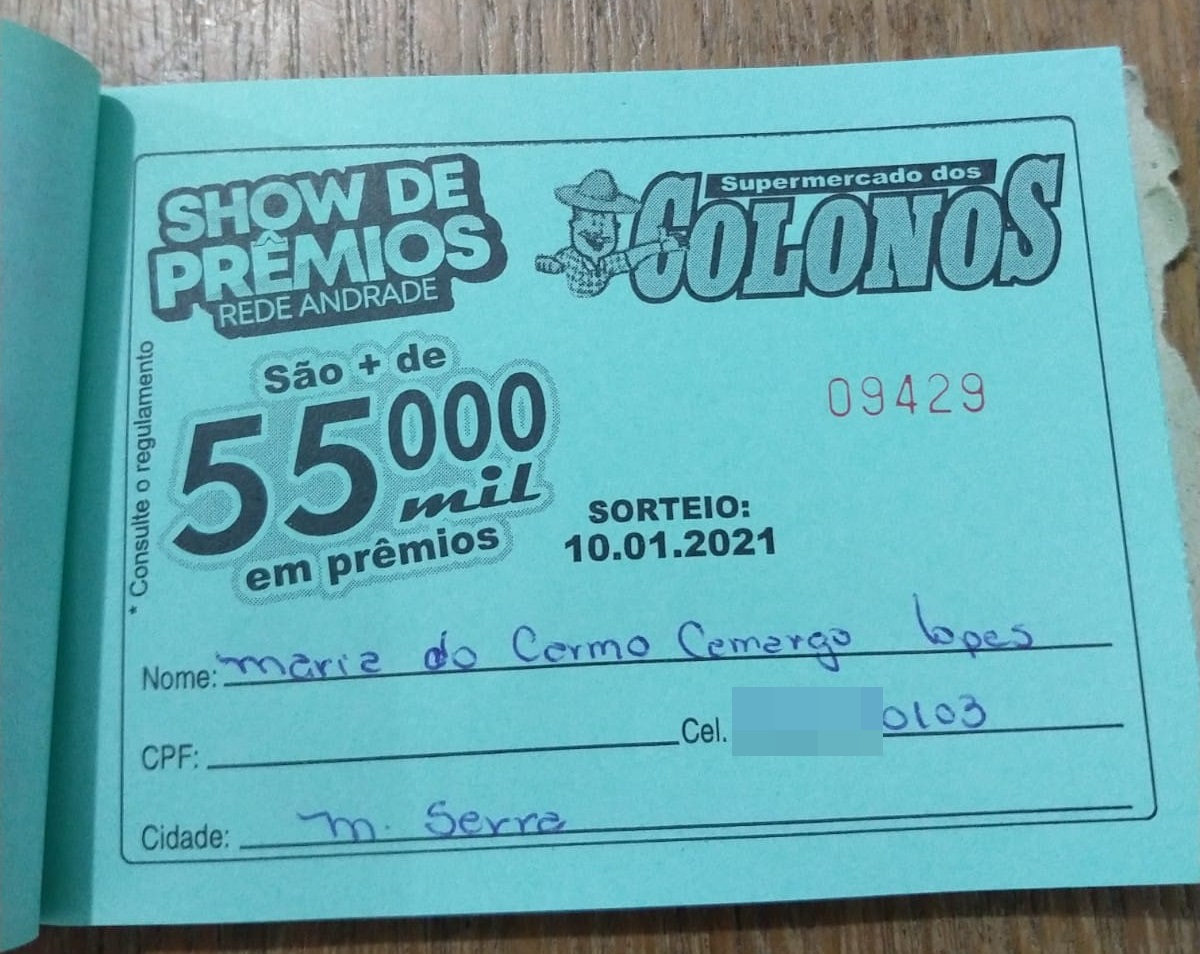 SHOW DE
PRÊMIOS
REDE ANDRADE
Supermercado dos
COLONOS
São + de
55000
mil
em prêmios
09429
SORTEIO:
10.01.2021
* Consulte o regulamento
Nome: Maria do Carmo Camargo Lopes
CPF:
Cel. 0103
Cidade: M. Serra